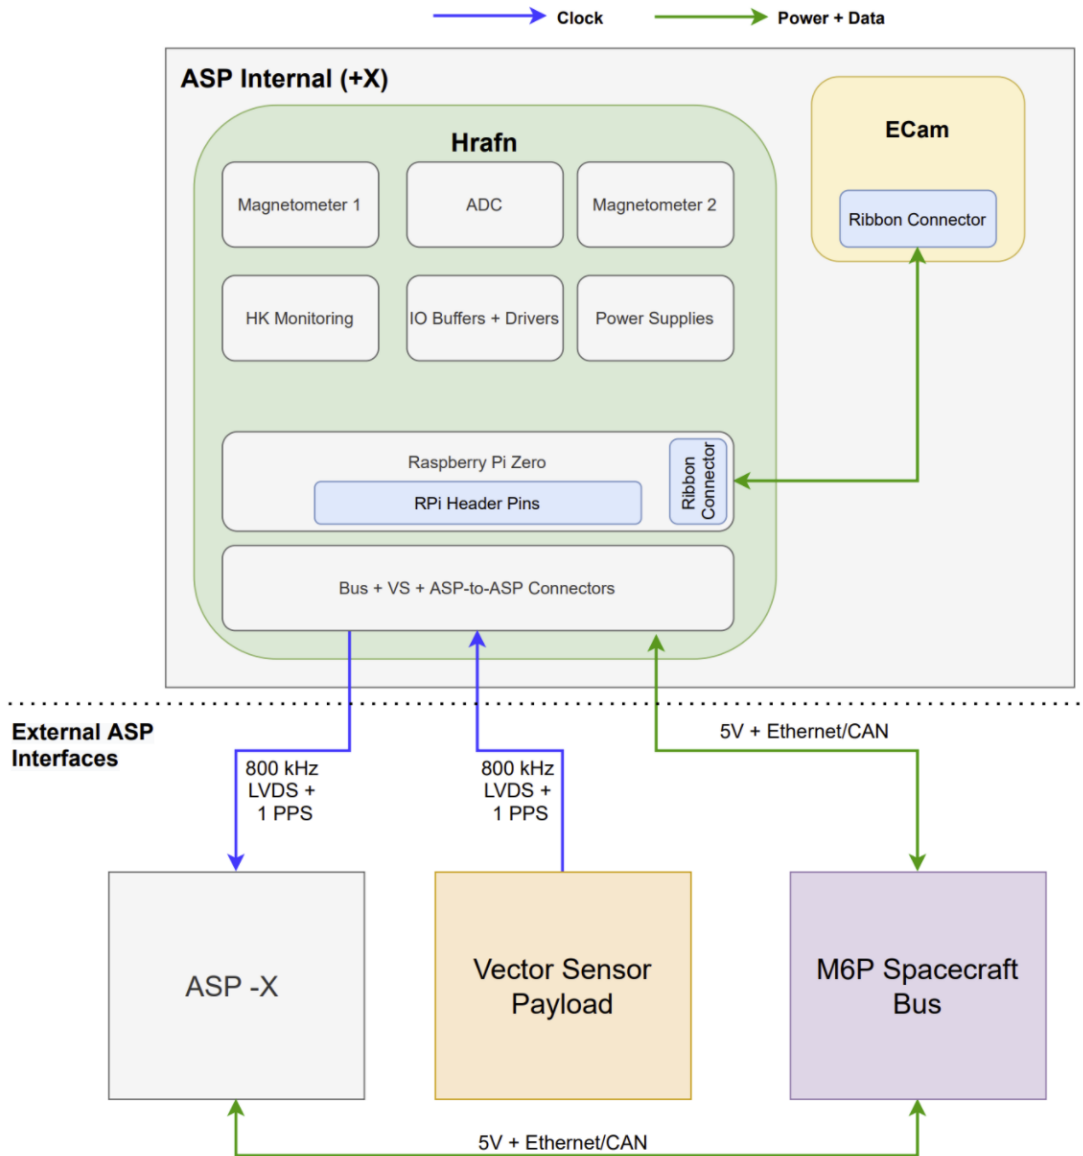 Clock
Power + Data
ASP Internal (+X)
Hrafn
ECam
Magnetometer 1
ADC
Magnetometer 2
Ribbon Connector
HK Monitoring
IO Buffers + Drivers
Power Supplies
Raspberry Pi Zero
RPi Header Pins
Ribbon
Connector
Bus + VS + ASP-to-ASP Connectors
External ASP
Interfaces
800 kHz
LVDS +
1 PPS
800 kHz
LVDS +
1 PPS
5V + Ethernet/CAN
ASP -X
Vector Sensor
Payload
M6P Spacecraft
Bus
5V + Ethernet/CAN